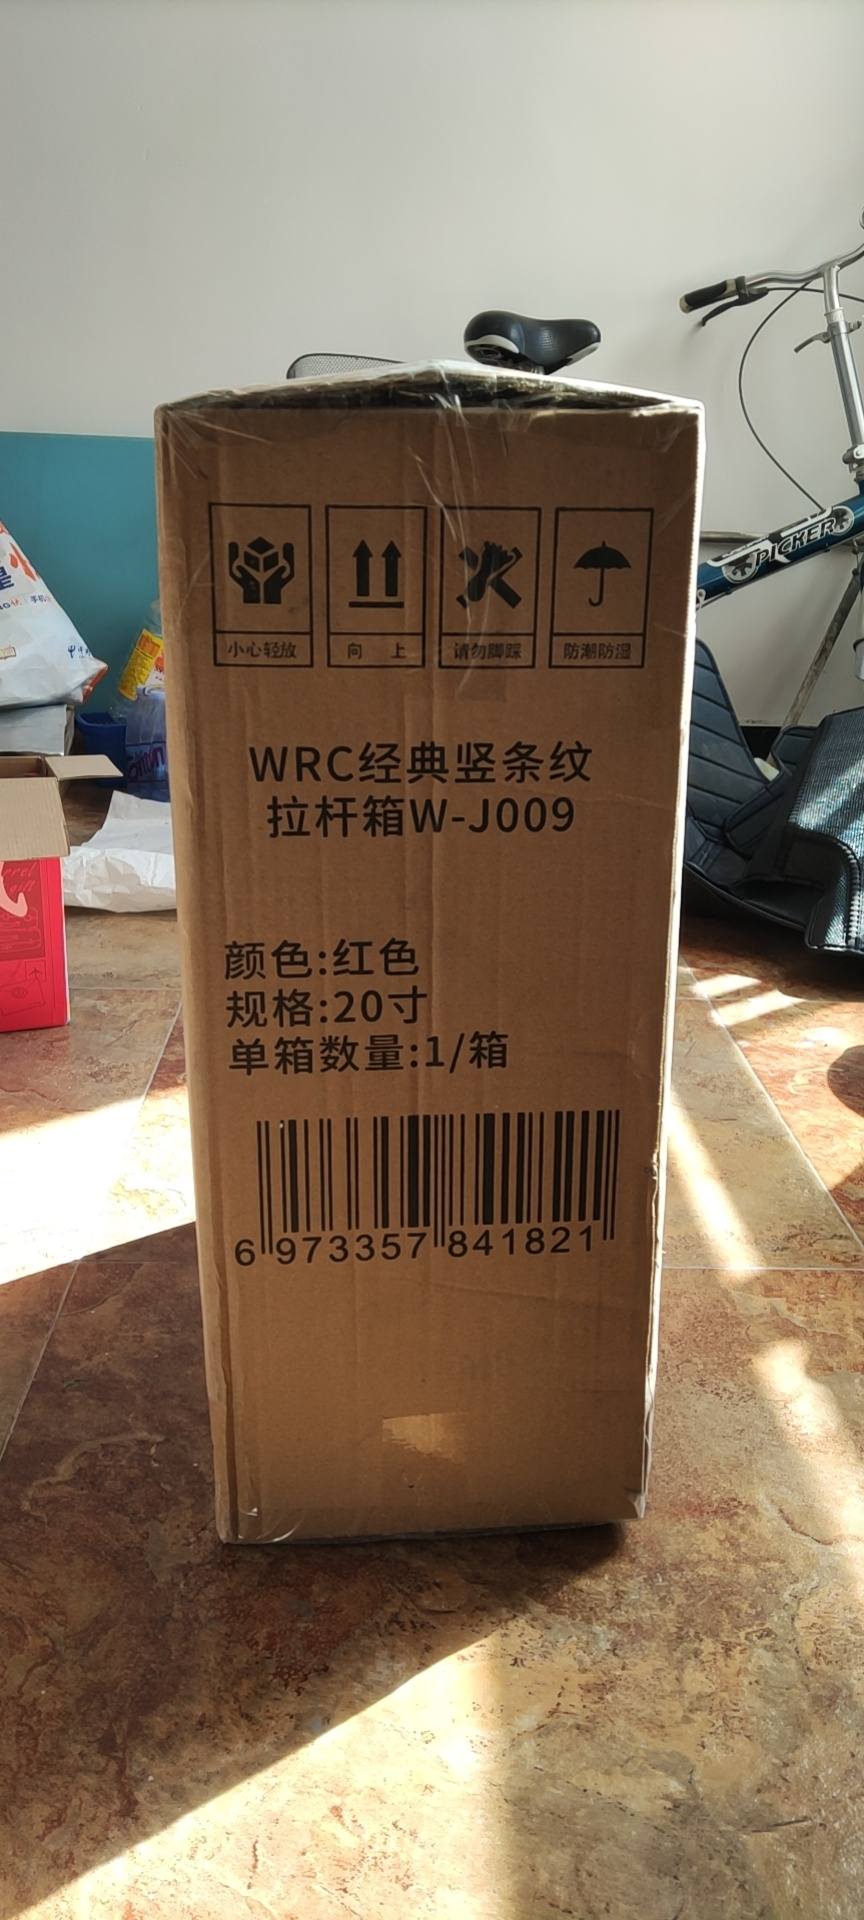 小心轻放
向 上
请勿脚踩
防潮防湿
WRC经典竖条纹
拉杆箱W-J009
颜色:红色
规格:20寸
单箱数量:1/箱
6 973357 841821
PICKER